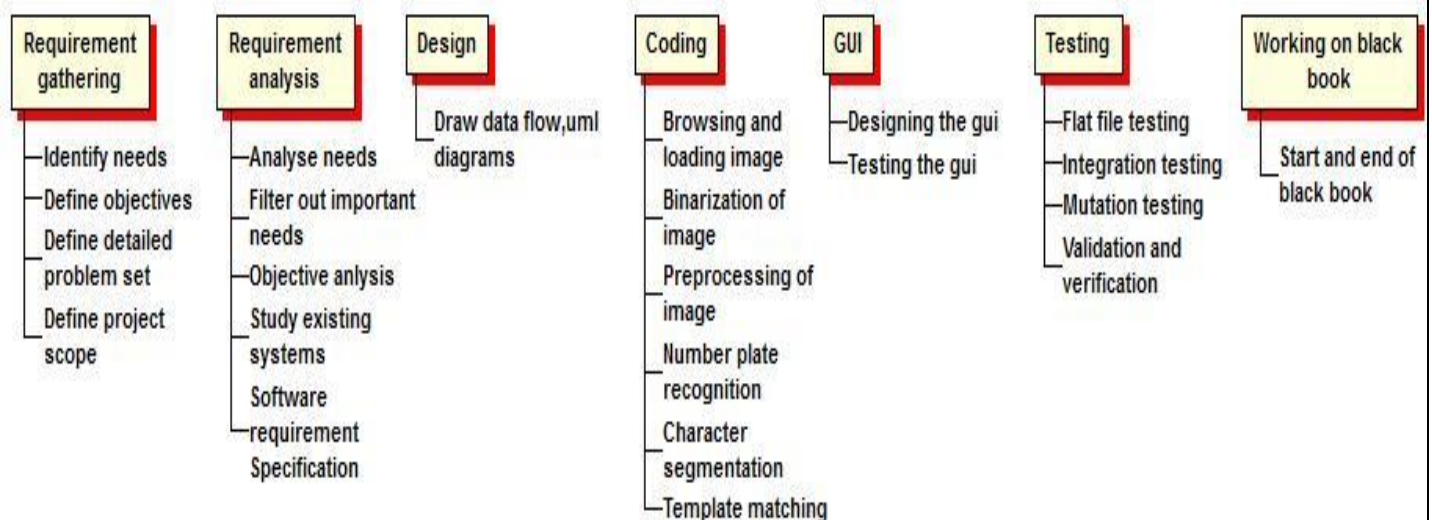 Requirement
gathering
Identify needs
Define objectives
Define detailed
problem set
Define project
scope
Requirement
analysis
Analyse needs
Filter out important
needs
Objective anlysis
Study existing
systems
Software
requirement
Specification
Design
Draw data flow,uml
diagrams
Coding
Browsing and
loading image
Binarization of
image
Preprocessing of
image
Number plate
recognition
Character
segmentation
Template matching
GUI
Designing the gui
Testing the gui
Testing
Flat file testing
Integration testing
Mutation testing
Validation and
verification
Working on black
book
Start and end of
black book